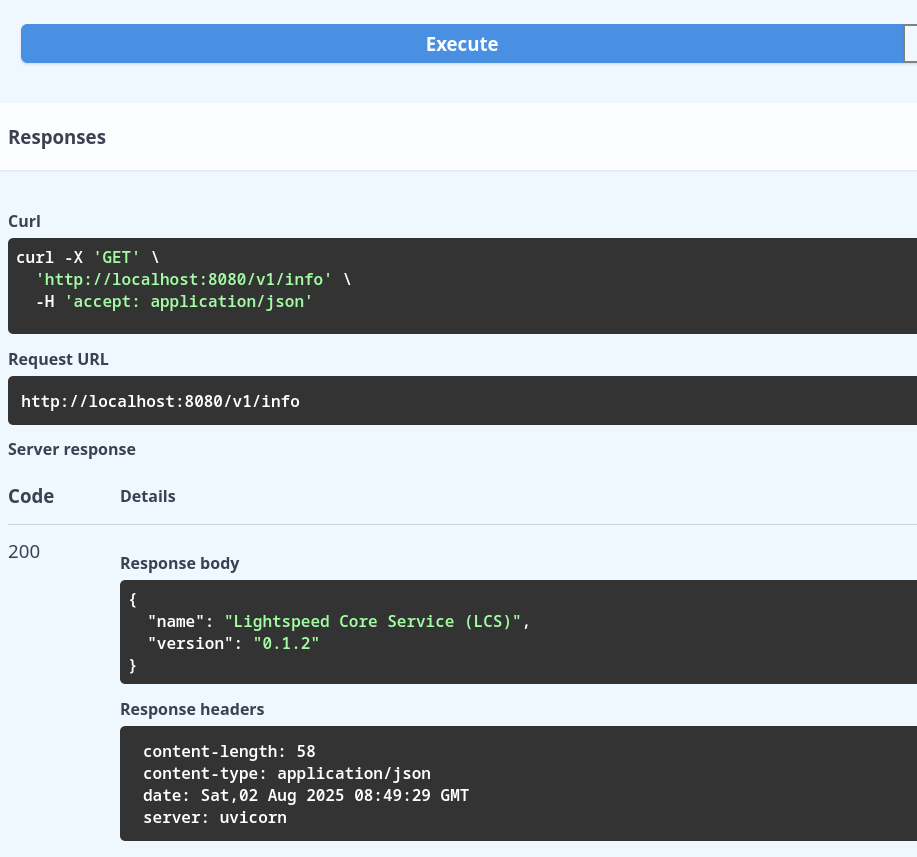 Execute
Responses
Curl
curl -X 'GET' \
  'http://localhost:8080/v1/info' \
  -H 'accept: application/json'
Request URL
http://localhost:8080/v1/info
Server response
Code Details
200
Response body
{
  "name": "Lightspeed Core Service (LCS)",
  "version": "0.1.2"
}
Response headers
content-length: 58
content-type: application/json
date: Sat,02 Aug 2025 08:49:29 GMT
server: uvicorn